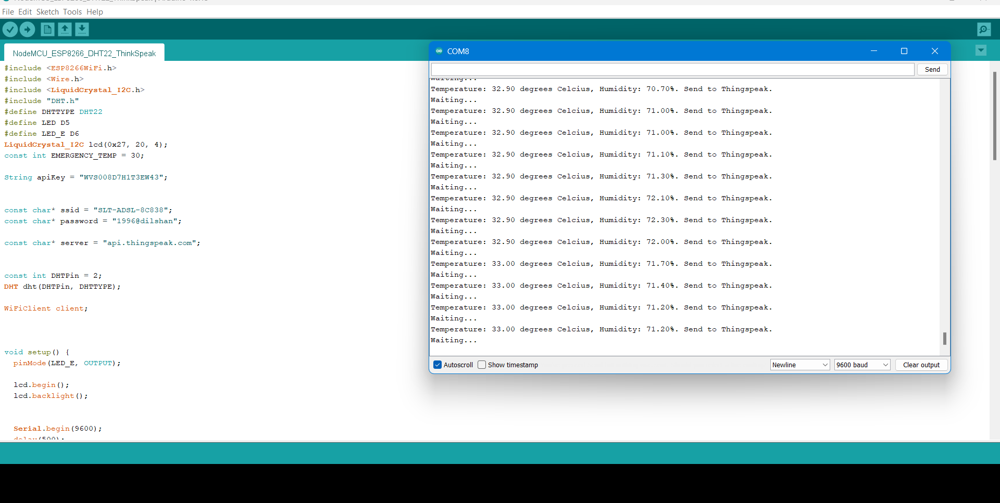 File Edit Sketch Tools Help
NodeMCU_ESP8266_DHT22_ThinkSpeak
#include <ESP8266WiFi.h>
#include <Wire.h>
#include <LiquidCrystal_I2C.h>
#include "DHT.h"
#define DHTTYPE DHT22
#define LED D5
#define LED_E D6
LiquidCrystal_I2C lcd(0x27, 20, 4);
const int EMERGENCY_TEMP = 30;
String apiKey = "WVS008D7H1T3EW43";
const char* ssid = "SLT-ADSL-8C838";
const char* password = "1996@dilshan";
const char* server = "api.thingspeak.com";
const int DHTPin = 2;
DHT dht(DHTPin, DHTTYPE);
WiFiClient client;
void setup() {
pinMode(LED_E, OUTPUT);
lcd.begin();
lcd.backlight();
Serial.begin(9600);
delay(500);
COM8
Send
Waiting...
Temperature: 32.90 degrees Celcius, Humidity: 70.70%. Send to Thingspeak.
Waiting...
Temperature: 32.90 degrees Celcius, Humidity: 71.00%. Send to Thingspeak.
Waiting...
Temperature: 32.90 degrees Celcius, Humidity: 71.00%. Send to Thingspeak.
Waiting...
Temperature: 32.90 degrees Celcius, Humidity: 71.10%. Send to Thingspeak.
Waiting...
Temperature: 32.90 degrees Celcius, Humidity: 71.30%. Send to Thingspeak.
Waiting...
Temperature: 32.90 degrees Celcius, Humidity: 72.10%. Send to Thingspeak.
Waiting...
Temperature: 32.90 degrees Celcius, Humidity: 72.30%. Send to Thingspeak.
Waiting...
Temperature: 32.90 degrees Celcius, Humidity: 72.00%. Send to Thingspeak.
Waiting...
Temperature: 33.00 degrees Celcius, Humidity: 71.70%. Send to Thingspeak.
Waiting...
Temperature: 33.00 degrees Celcius, Humidity: 71.40%. Send to Thingspeak.
Waiting...
Temperature: 33.00 degrees Celcius, Humidity: 71.20%. Send to Thingspeak.
Waiting...
Temperature: 33.00 degrees Celcius, Humidity: 71.20%. Send to Thingspeak.
Waiting...
Autoscroll Show timestamp Newline 9600 baud Clear output